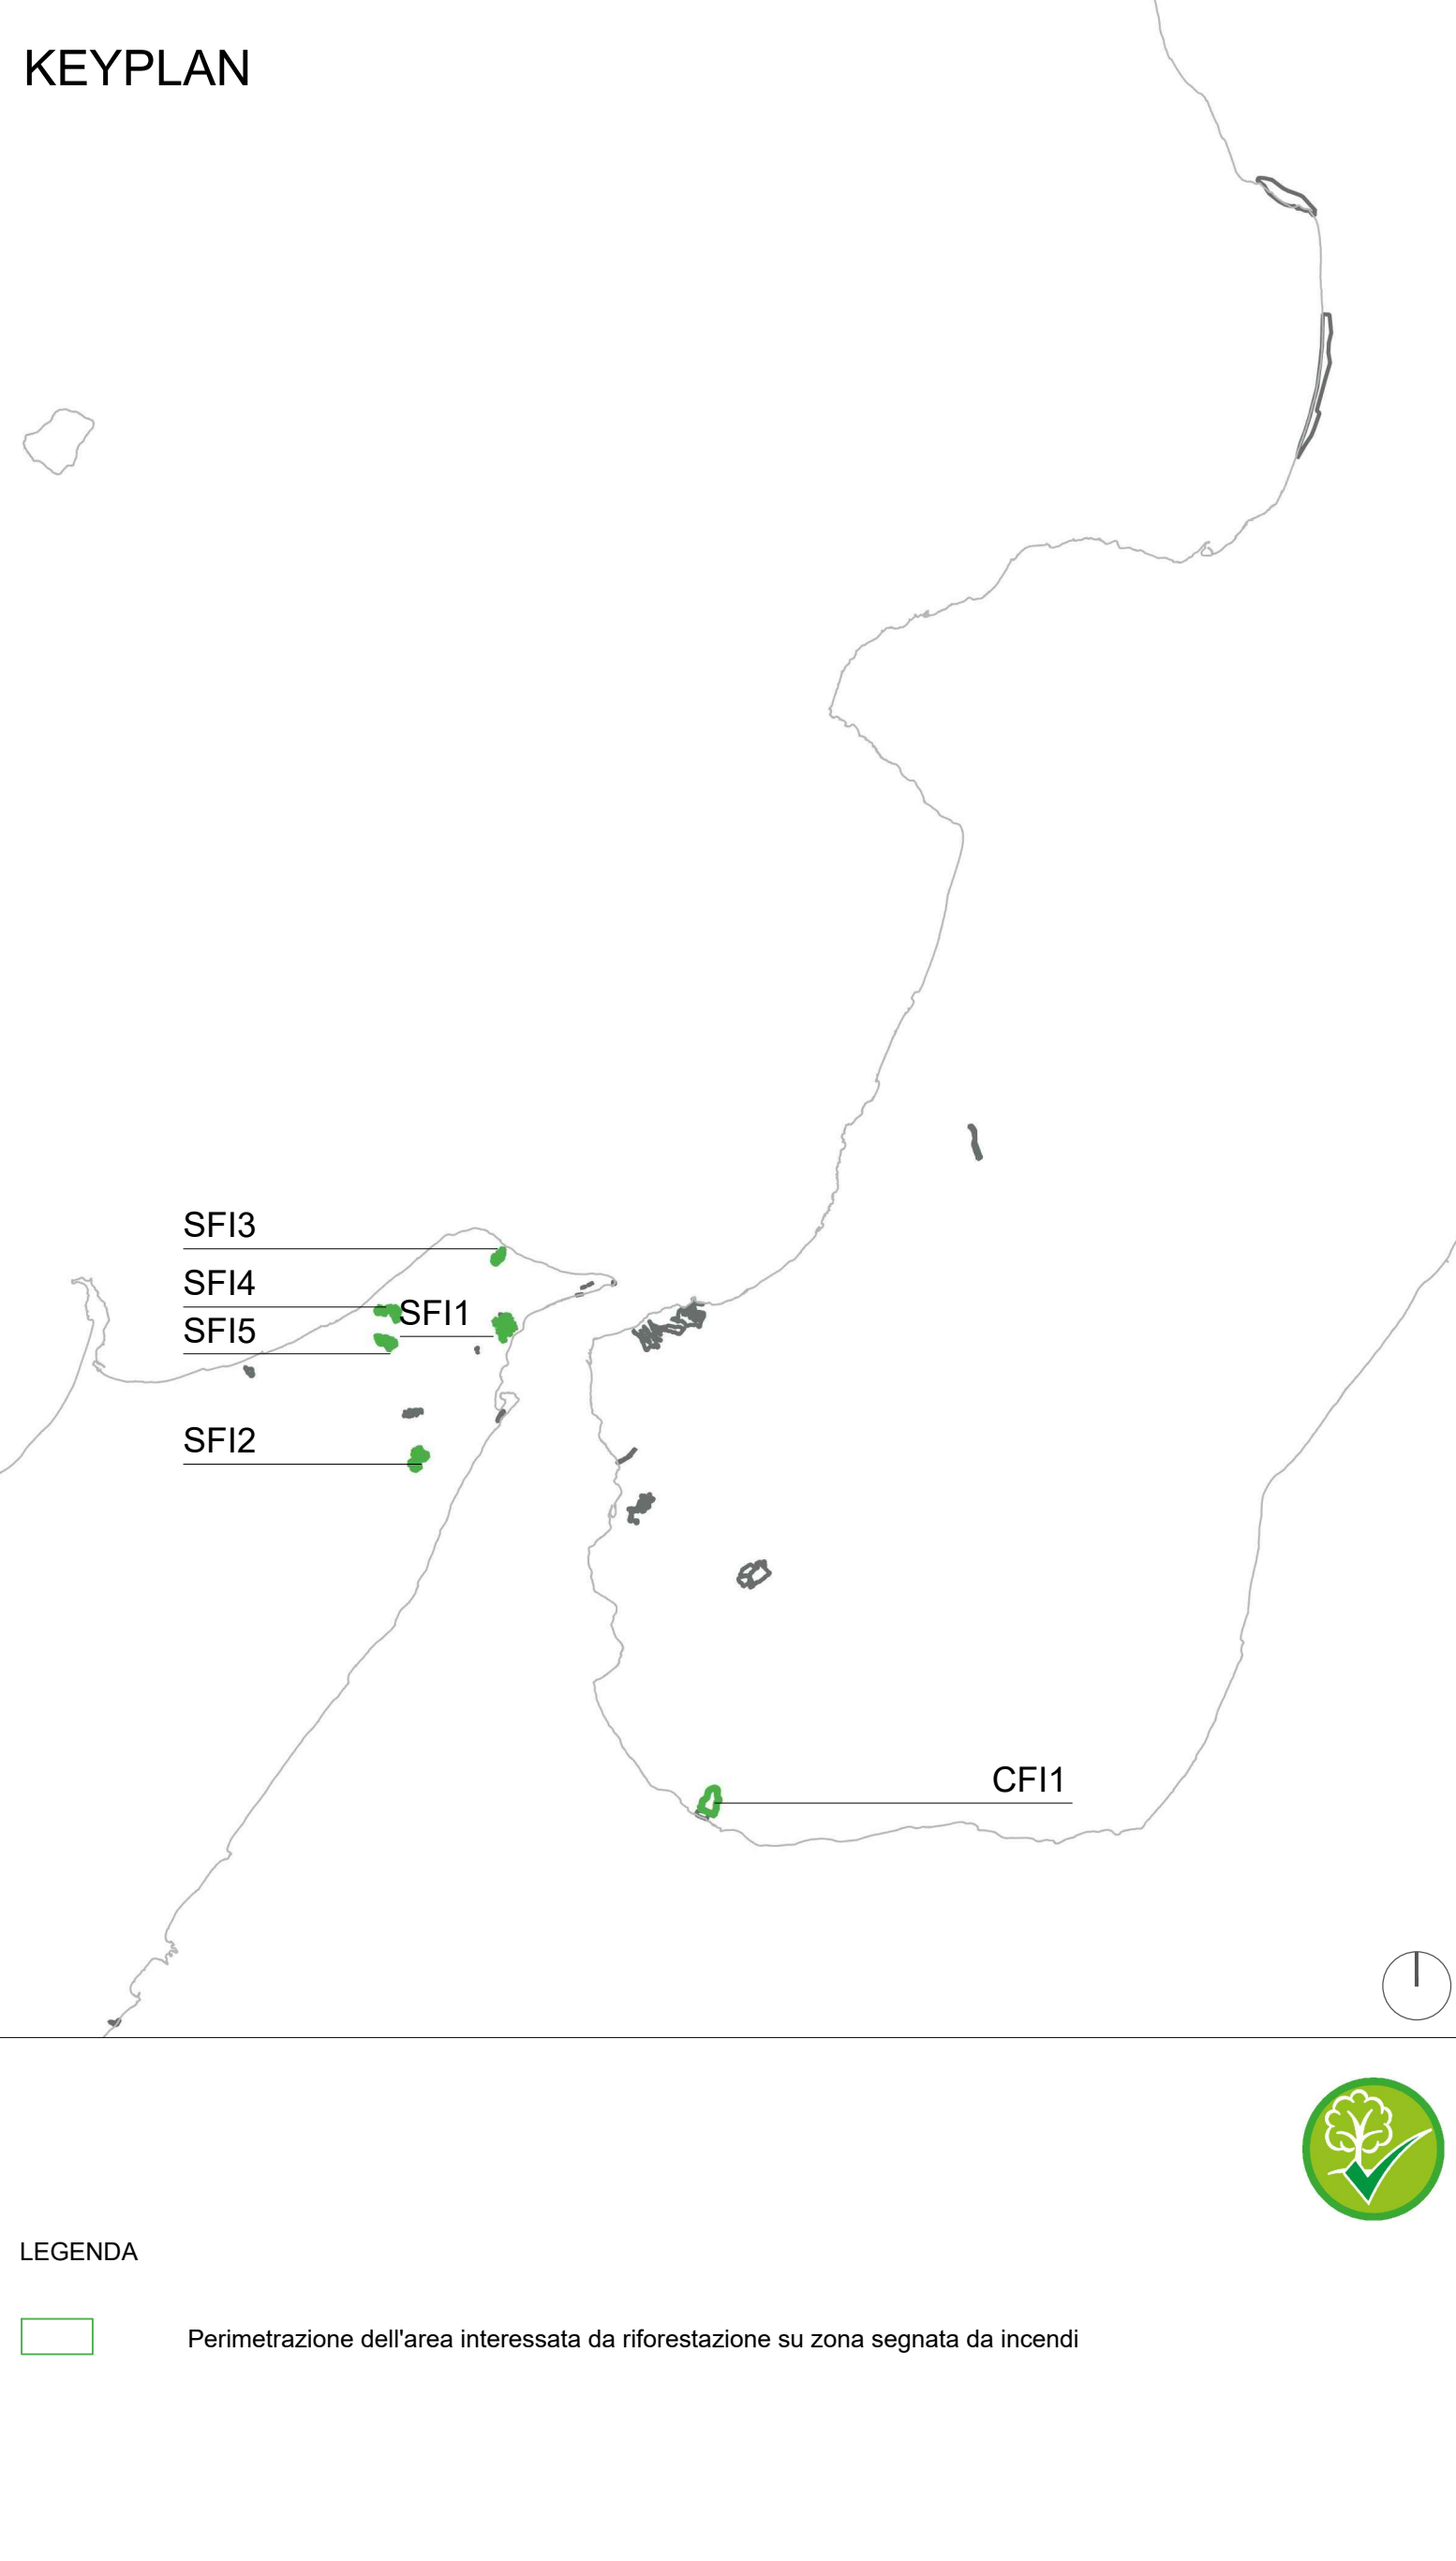 KEYPLAN
SFI3
SFI4
SFI1
SFI5
SFI2
CFI1
LEGENDA
Perimetrazione dell'area interessata da riforestazione su zona segnata da incendi